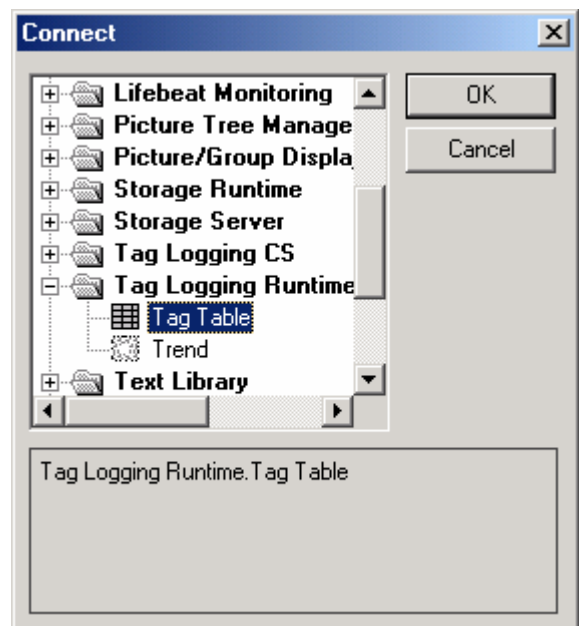 Connect
Lifebeat Monitoring
Picture Tree Manage
Picture/Group Displa
Storage Runtime
Storage Server
Tag Logging CS
Tag Logging Runtime
Tag Table
Trend
Text Library
OK
Cancel
Tag Logging Runtime.Tag Table